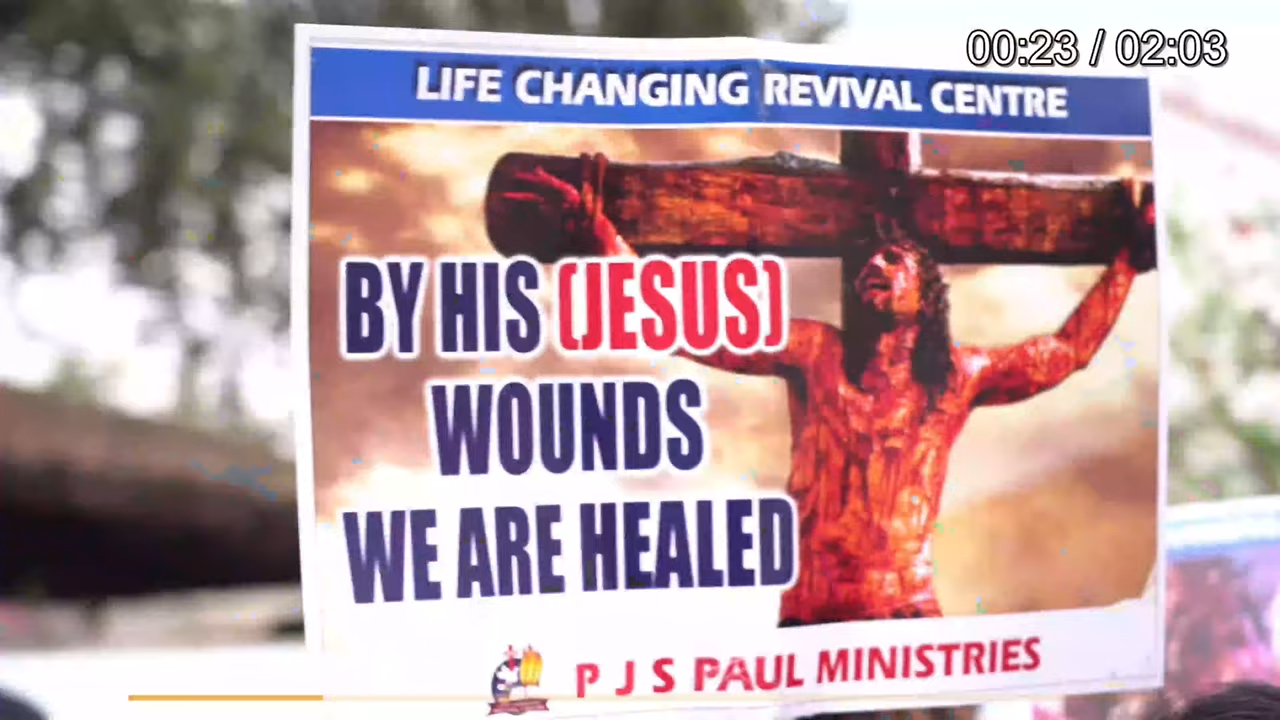 00:23 / 02:03
LIFE CHANGING REVIVAL CENTRE
BY HIS (JESUS)
WOUNDS
WE ARE HEALED
P J S PAUL MINISTRIES